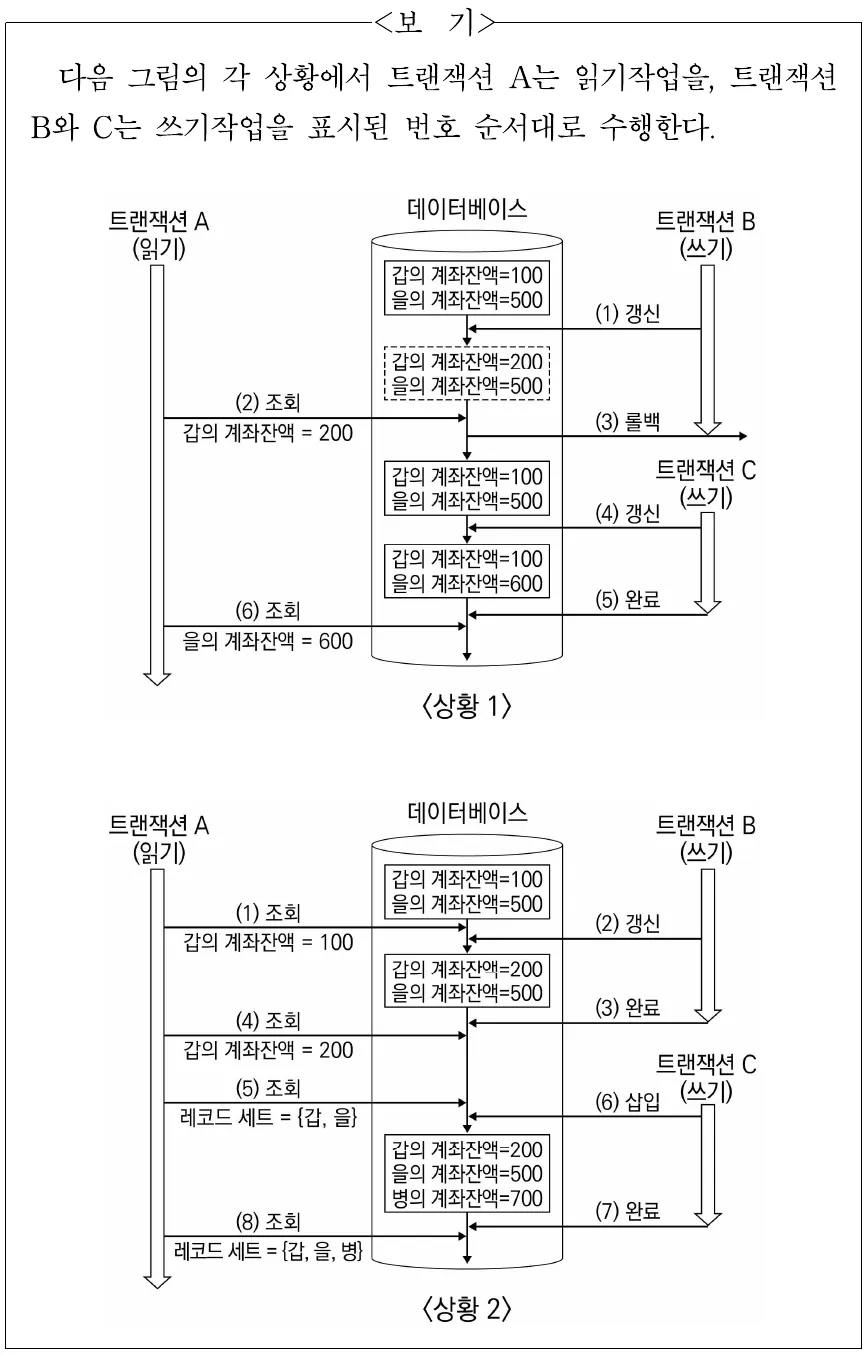 <보 기>
다음 그림의 각 상황에서 트랜잭션 A는 읽기작업을, 트랜잭션
B와 C는 쓰기작업을 표시된 번호 순서대로 수행한다.
데이터베이스
트랜잭션 A
(읽기)
트랜잭션 B
(쓰기)
갑의 계좌잔액=100
을의 계좌잔액=500
(1) 갱신
갑의 계좌잔액=200
을의 계좌잔액=500
(2) 조회
갑의 계좌잔액 = 200
(3) 롤백
트랜잭션 C
(쓰기)
갑의 계좌잔액=100
을의 계좌잔액=500
(4) 갱신
갑의 계좌잔액=100
을의 계좌잔액=600
(5) 완료
(6) 조회
을의 계좌잔액 = 600
〈상황 1〉
데이터베이스
트랜잭션 A
(읽기)
트랜잭션 B
(쓰기)
갑의 계좌잔액=100
을의 계좌잔액=500
(1) 조회
갑의 계좌잔액 = 100
(2) 갱신
갑의 계좌잔액=200
을의 계좌잔액=500
(3) 완료
(4) 조회
갑의 계좌잔액 = 200
트랜잭션 C
(쓰기)
(5) 조회
레코드 세트 = {갑, 을}
(6) 삽입
갑의 계좌잔액=200
을의 계좌잔액=500
병의 계좌잔액=700
(7) 완료
(8) 조회
레코드 세트 = {갑, 을, 병}
〈상황 2〉